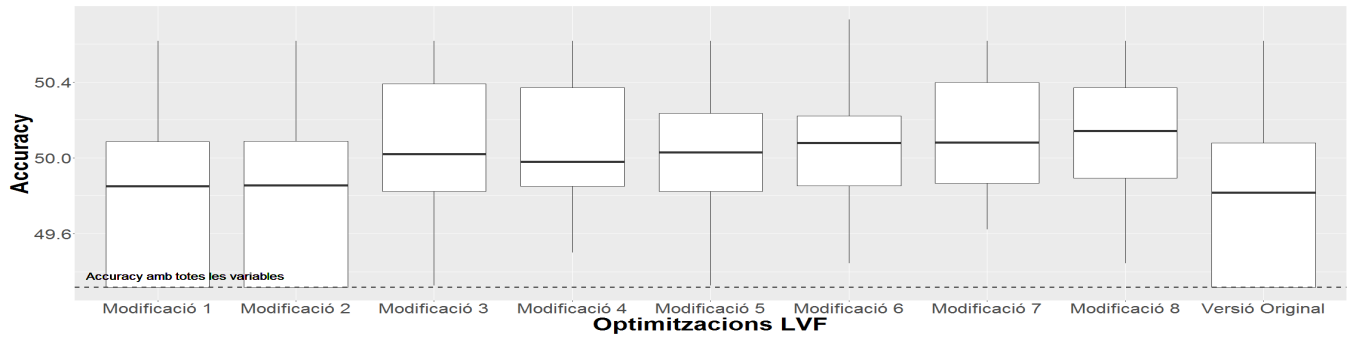 Accuracy
50.4
50.0
49.6
Accuracy amb totes les variables
Modificació 1 Modificació 2 Modificació 3 Modificació 4 Modificació 5 Modificació 6 Modificació 7 Modificació 8 Versió Original
Optimitzacions LVF